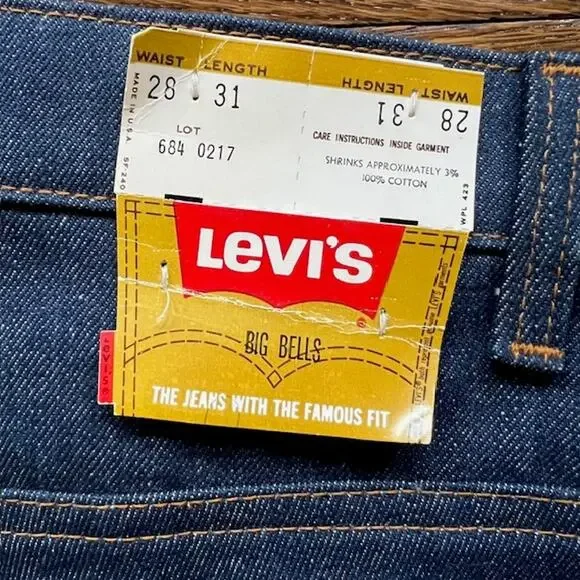 WAIST LENGTH
28 31
LOT
684 0217
MADE IN U.S.A.
SF240
WAIST LENGTH
28 31
CARE INSTRUCTIONS INSIDE GARMENT
SHRINKS APPROXIMATELY 3%
100% COTTON
WPL 423
LEVI'S
®
BIG BELLS
THE JEANS WITH THE FAMOUS FIT
LEVI'S